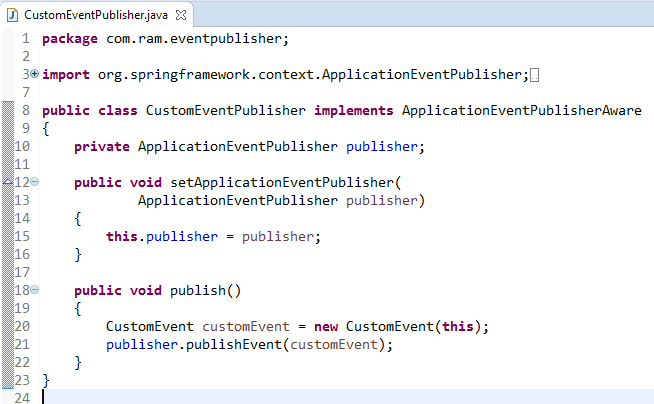 CustomEventPublisher.java
1 package com.ram.eventpublisher;
2
3 import org.springframework.context.ApplicationEventPublisher;
7
8 public class CustomEventPublisher implements ApplicationEventPublisherAware
9 {
10     private ApplicationEventPublisher publisher;
11
12     public void setApplicationEventPublisher(
13             ApplicationEventPublisher publisher)
14     {
15         this.publisher = publisher;
16     }
17
18     public void publish()
19     {
20         CustomEvent customEvent = new CustomEvent(this);
21         publisher.publishEvent(customEvent);
22     }
23 }
24